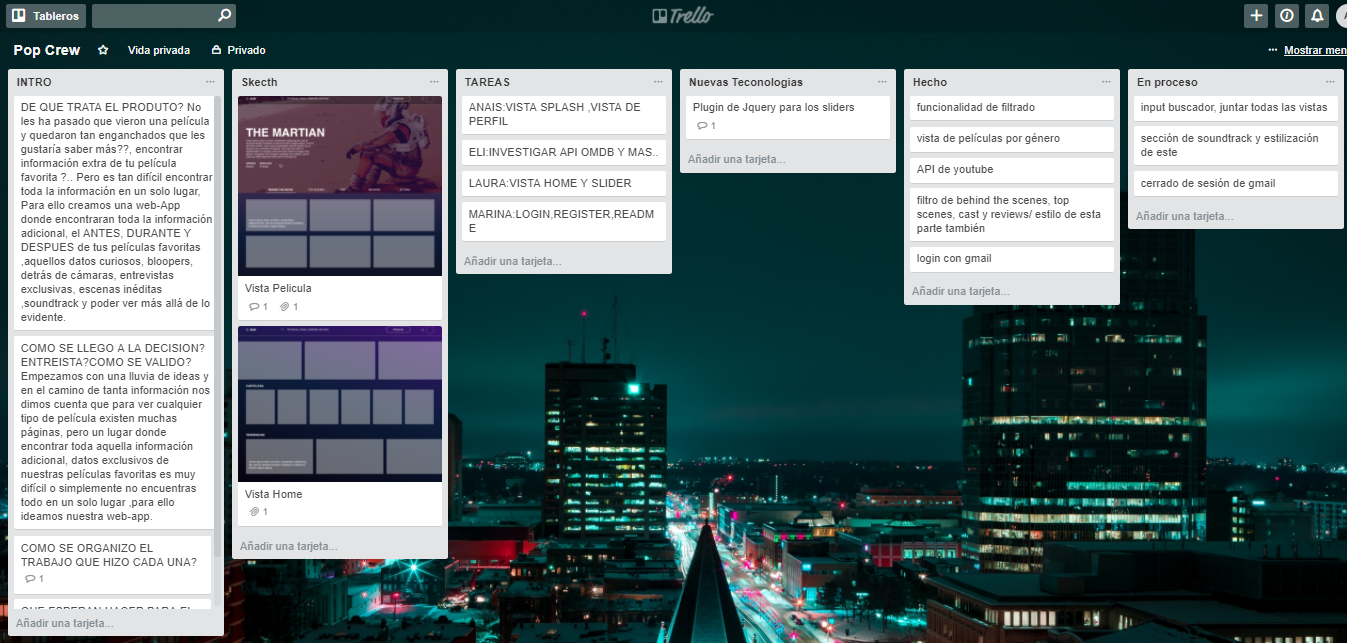 Tableros
Trello
Pop Crew
Vida privada
Privado
Mostrar men
INTRO
DE QUE TRATA EL PRODUTO? No
les ha pasado que vieron una película
y quedaron tan enganchados que les
gustaría saber más??, encontrar
información extra de tu película
favorita ?.. Pero es tan difícil encontrar
toda la información en un solo lugar,
Para ello creamos una web-App
donde encontraran toda la información
adicional, el ANTES, DURANTE Y
DESPUES de tus películas favoritas
,aquellos datos curiosos, bloopers,
detrás de cámaras, entrevistas
exclusivas, escenas inéditas
,soundtrack y poder ver más allá de lo
evidente.
COMO SE LLEGO A LA DECISION?
ENTREISTA?COMO SE VALIDO?
Empezamos con una lluvia de ideas y
en el camino de tanta información nos
dimos cuenta que para ver cualquier
tipo de película existen muchas
páginas, pero un lugar donde
encontrar toda aquella información
adicional, datos exclusivos de
nuestras películas favoritas es muy
difícil o simplemente no encuentras
todo en un solo lugar ,para ello
ideamos nuestra web-app.
COMO SE ORGANIZO EL
TRABAJO QUE HIZO CADA UNA?
1
QUE ESPERAN HACER PARA EL
Añadir una tarjeta...
Skecth
THE MARTIAN
Vista Pelicula
1 1
Vista Home
1
Añadir una tarjeta...
TAREAS
ANAIS:VISTA SPLASH ,VISTA DE
PERFIL
ELI:INVESTIGAR API OMDB Y MAS..
LAURA:VISTA HOME Y SLIDER
MARINA:LOGIN,REGISTER,READM
E
Añadir una tarjeta...
Nuevas Teconologias
Plugin de Jquery para los sliders
1
Añadir una tarjeta...
Hecho
funcionalidad de filtrado
vista de películas por género
API de youtube
filtro de behind the scenes, top
scenes, cast y reviews/ estilo de esta
parte también
login con gmail
Añadir una tarjeta...
En proceso
input buscador, juntar todas las vistas
sección de soundtrack y estilización
de este
cerrado de sesión de gmail
Añadir una tarjeta...